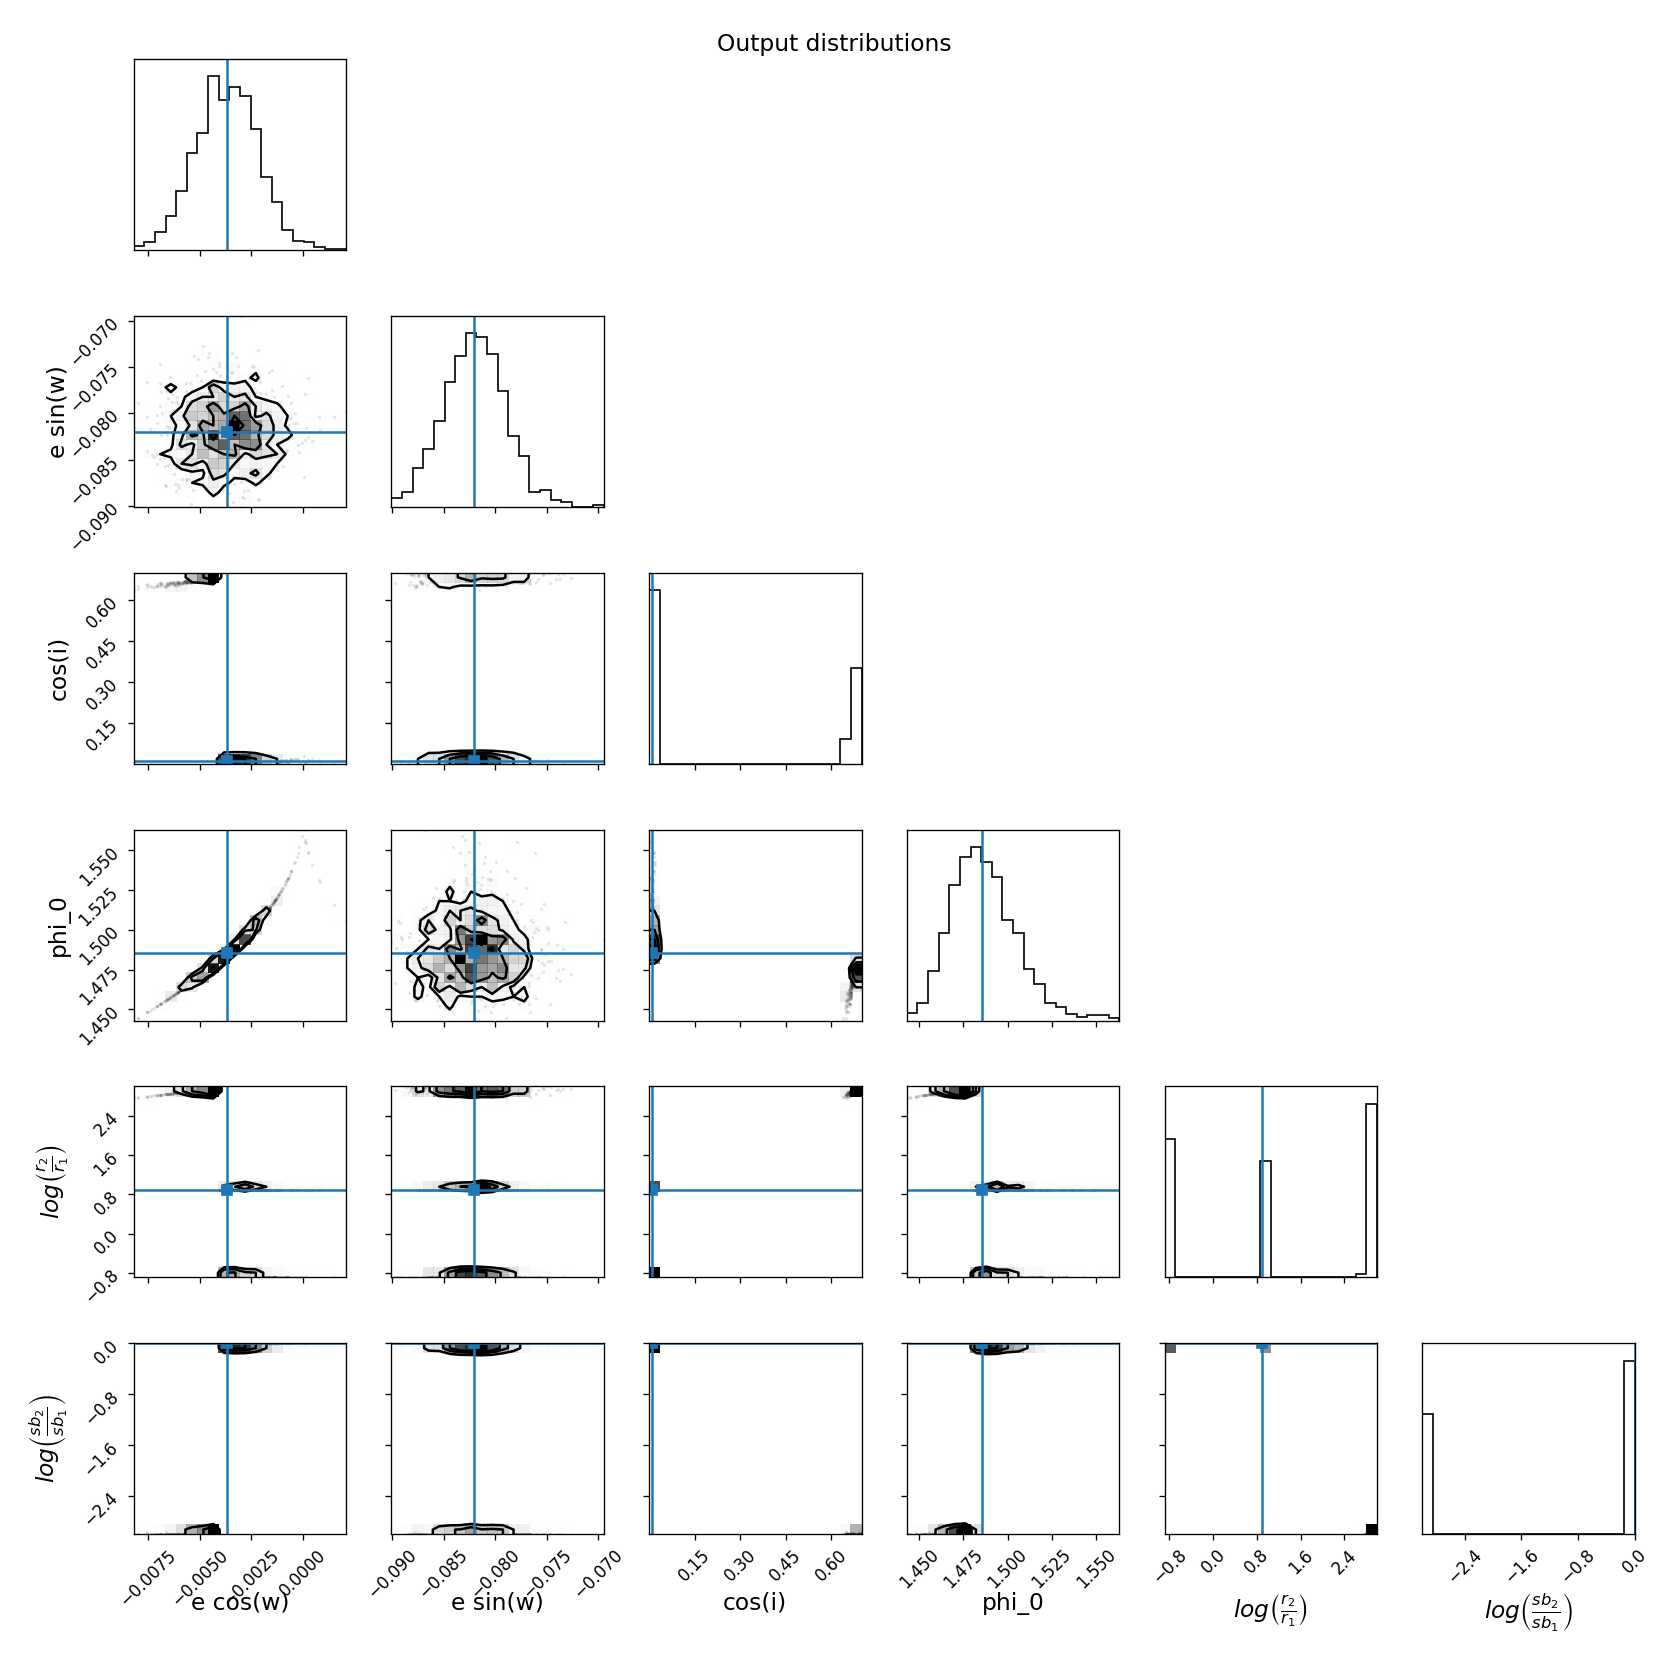 Output distributions
e sin(w)
−0.070
−0.075
−0.080
−0.085
−0.090
cos(i)
0.60
0.45
0.30
0.15
phi_0
1.550
1.525
1.500
1.475
1.450
log(r2/r1)
2.4
1.6
0.8
0.0
−0.8
log(sb2/sb1)
0.0
−0.8
−1.6
−2.4
−0.0075 −0.0050 −0.0025 0.0000
−0.090 −0.085 −0.080 −0.075 −0.070
0.15 0.30 0.45 0.60
1.450 1.475 1.500 1.525 1.550
−0.8 0.0 0.8 1.6 2.4
−2.4 −1.6 −0.8 0.0
e cos(w) e sin(w) cos(i) phi_0 log(r2/r1) log(sb2/sb1)